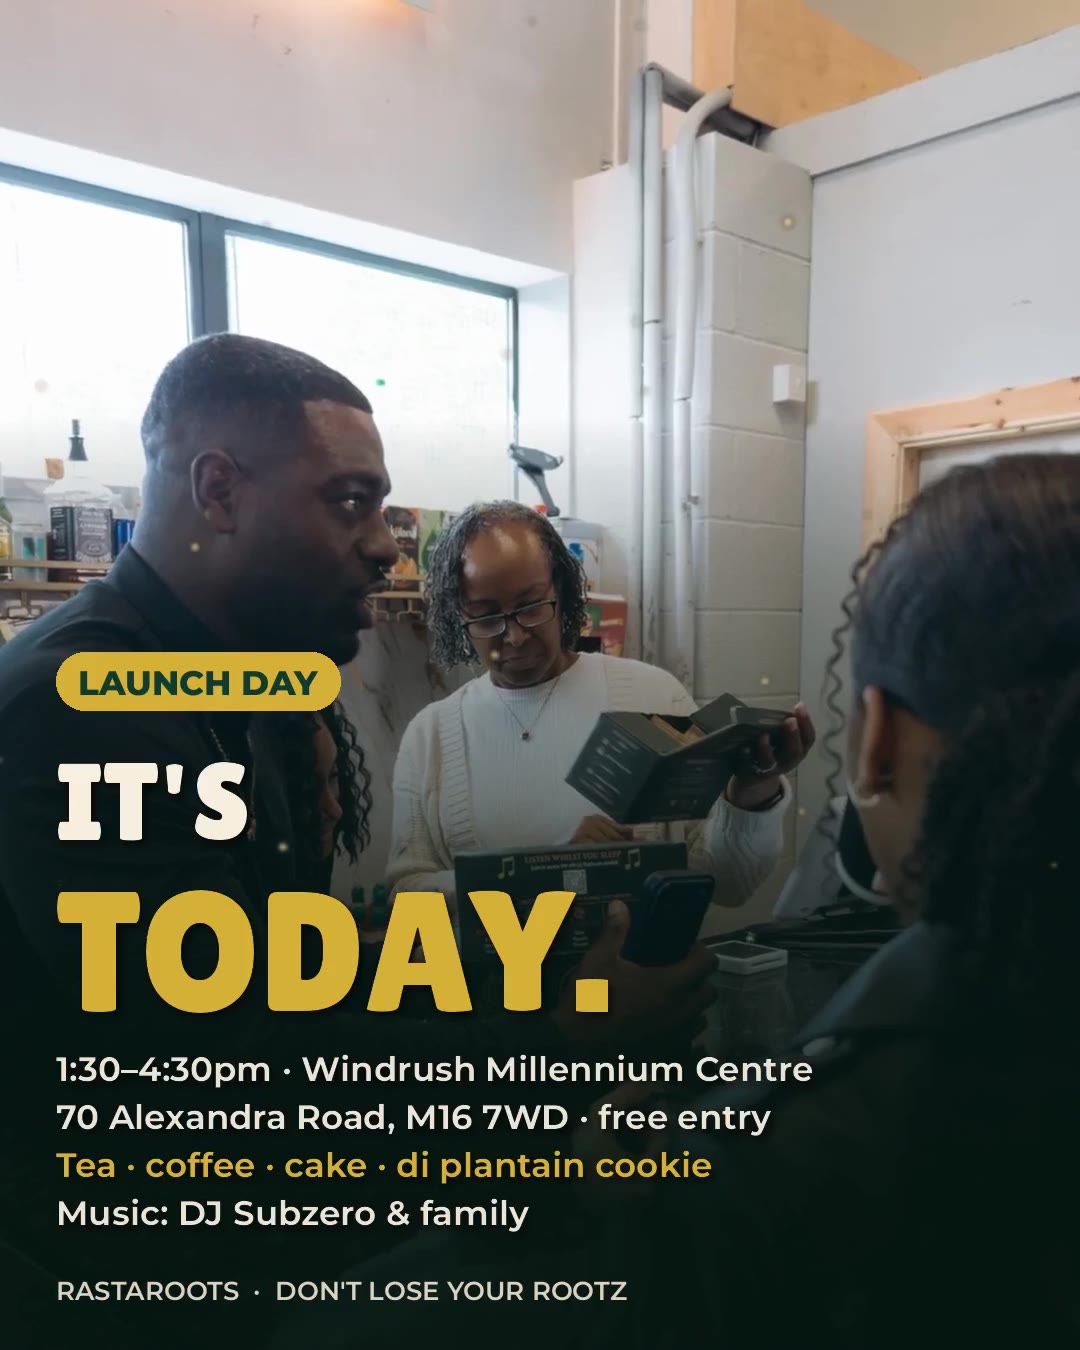 LISTEN WHILST YOU SLEEP
LAUNCH DAY
IT'S
TODAY.
1:30–4:30pm · Windrush Millennium Centre
70 Alexandra Road, M16 7WD · free entry
Tea · coffee · cake · di plantain cookie
Music: DJ Subzero & family
RASTAROOTS · DON'T LOSE YOUR ROOTZ